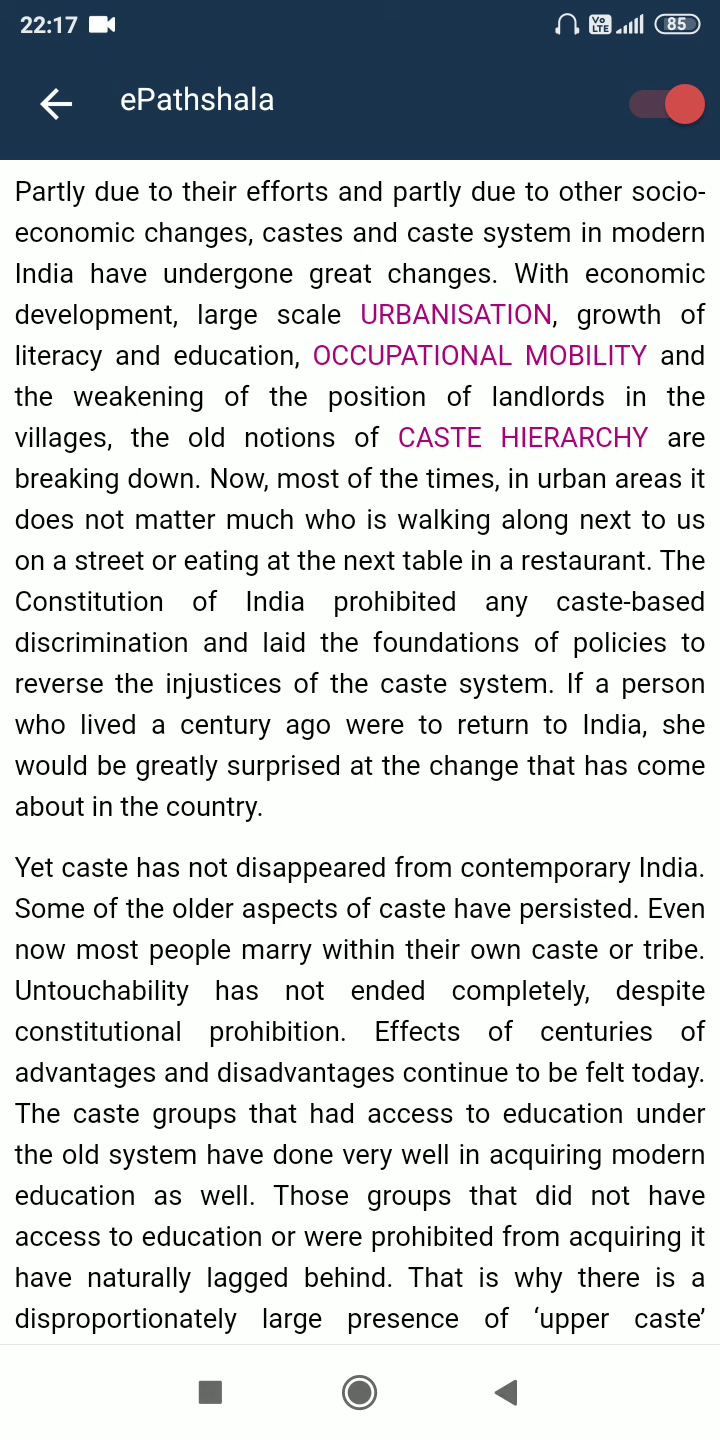 22:17
Vo LTE
85
ePathshala
Partly due to their efforts and partly due to other socio-
economic changes, castes and caste system in modern
India have undergone great changes. With economic
development, large scale URBANISATION, growth of
literacy and education, OCCUPATIONAL MOBILITY and
the weakening of the position of landlords in the
villages, the old notions of CASTE HIERARCHY are
breaking down. Now, most of the times, in urban areas it
does not matter much who is walking along next to us
on a street or eating at the next table in a restaurant. The
Constitution of India prohibited any caste-based
discrimination and laid the foundations of policies to
reverse the injustices of the caste system. If a person
who lived a century ago were to return to India, she
would be greatly surprised at the change that has come
about in the country.
Yet caste has not disappeared from contemporary India.
Some of the older aspects of caste have persisted. Even
now most people marry within their own caste or tribe.
Untouchability has not ended completely, despite
constitutional prohibition. Effects of centuries of
advantages and disadvantages continue to be felt today.
The caste groups that had access to education under
the old system have done very well in acquiring modern
education as well. Those groups that did not have
access to education or were prohibited from acquiring it
have naturally lagged behind. That is why there is a
disproportionately large presence of ‘upper caste’